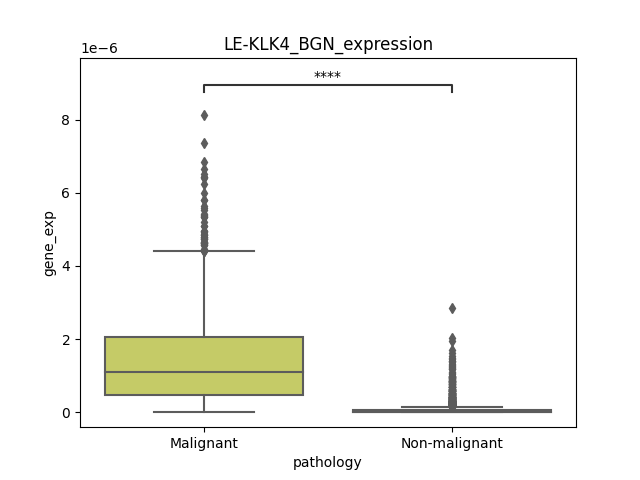 LE-KLK4_BGN_expression
1e−6
****
8
6
4
2
0
gene_exp
Malignant
Non-malignant
pathology